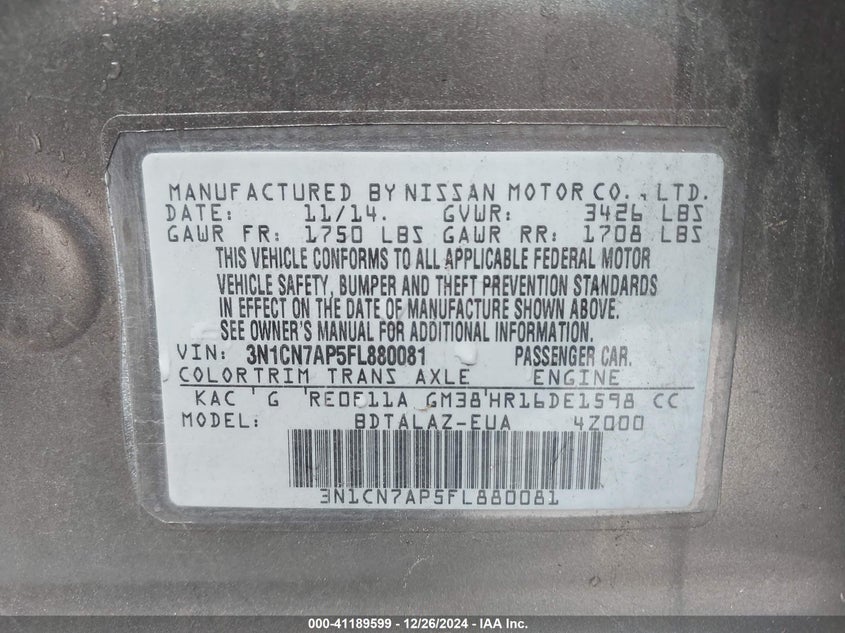 MANUFACTURED BY NISSAN MOTOR CO., LTD.
DATE: 11/14. GVWR: 3426 LBS
GAWR FR: 1750 LBS GAWR RR: 1708 LBS
THIS VEHICLE CONFORMS TO ALL APPLICABLE FEDERAL MOTOR
VEHICLE SAFETY, BUMPER AND THEFT PREVENTION STANDARDS
IN EFFECT ON THE DATE OF MANUFACTURE SHOWN ABOVE.
SEE OWNER'S MANUAL FOR ADDITIONAL INFORMATION.
VIN: 3N1CN7AP5FL880081 PASSENGER CAR.
COLORTRIM TRANS AXLE ENGINE
KAC G RE0F11A GM38 HR16DE1598 CC
MODEL: BDTALAZ-EUA 4Z000
3N1CN7AP5FL880081
000-41189599 - 12/26/2024 - IAA Inc.